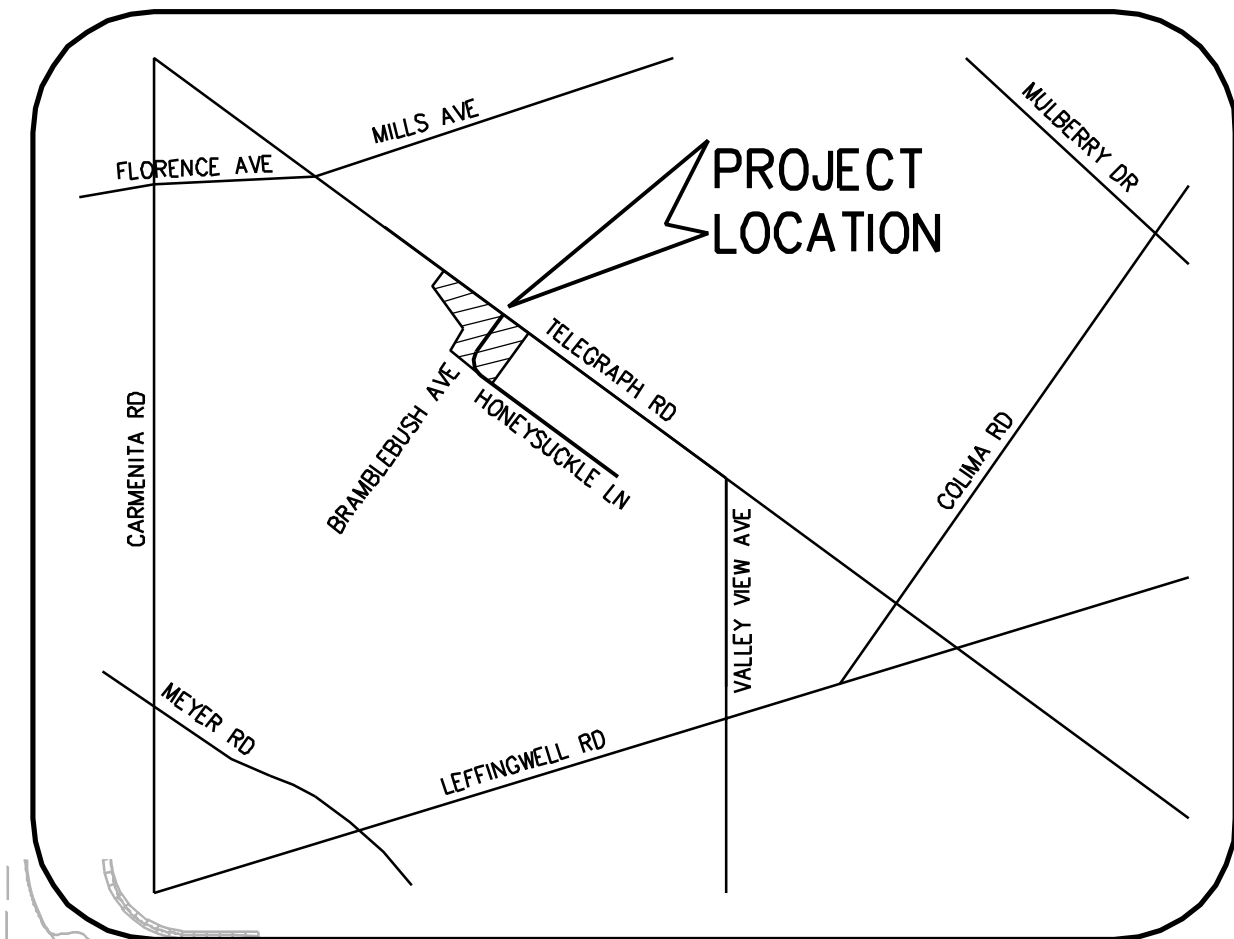 MILLS AVE
MULBERRY DR
FLORENCE AVE
PROJECT
LOCATION
TELEGRAPH RD
BRAMBLEBUSH AVE
HONEYSUCKLE LN
CARMENITA RD
COLIMA RD
VALLEY VIEW AVE
MEYER RD
LEFFINGWELL RD